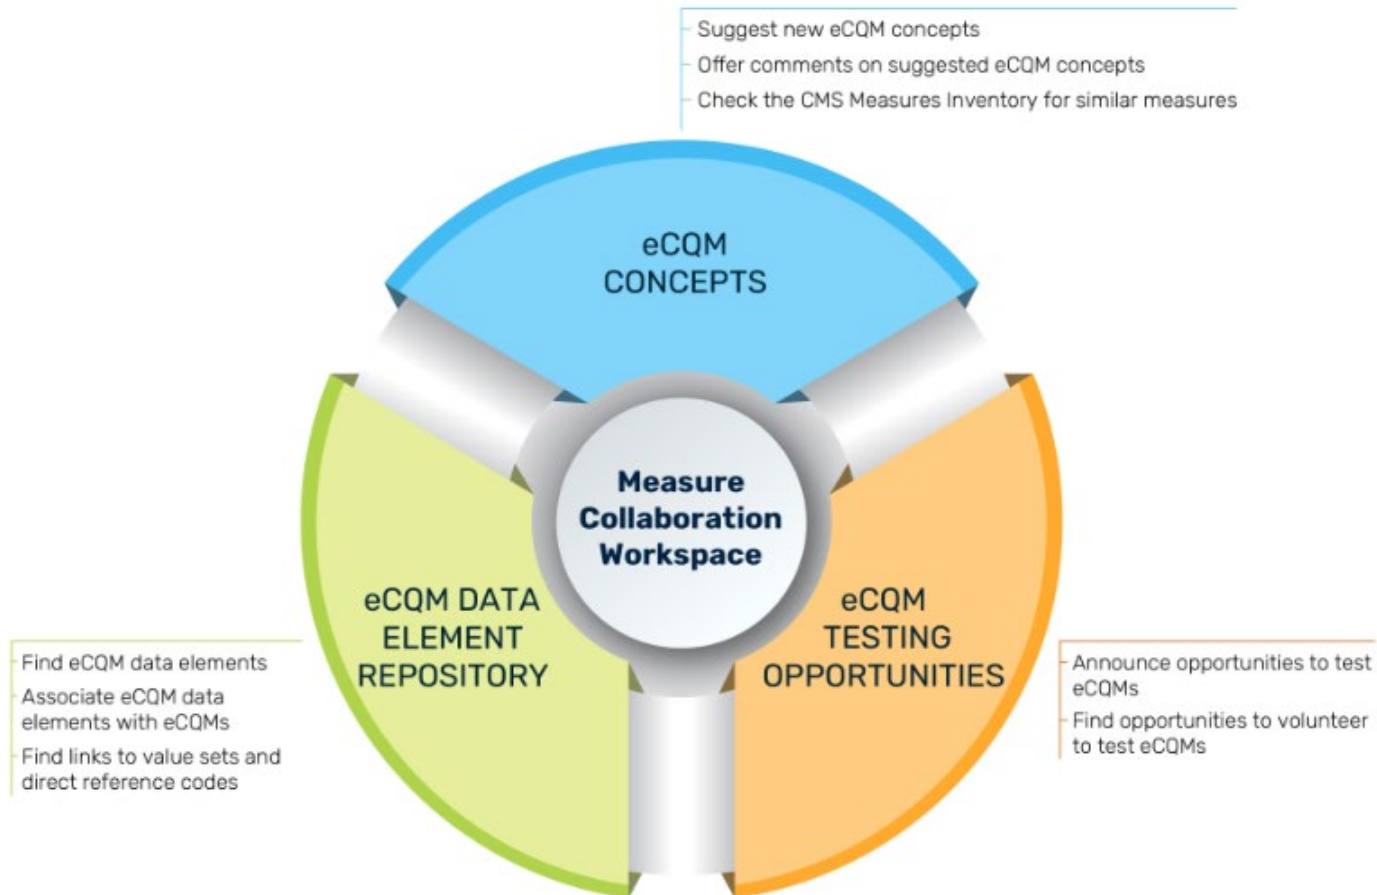 Suggest new eCQM concepts
Offer comments on suggested eCQM concepts
Check the CMS Measures Inventory for similar measures
eCQM
CONCEPTS
Measure
Collaboration
Workspace
eCQM DATA
ELEMENT
REPOSITORY
eCQM
TESTING
OPPORTUNITIES
Find eCQM data elements
Associate eCQM data
elements with eCQMs
Find links to value sets and
direct reference codes
Announce opportunities to test
eCQMs
Find opportunities to volunteer
to test eCQMs